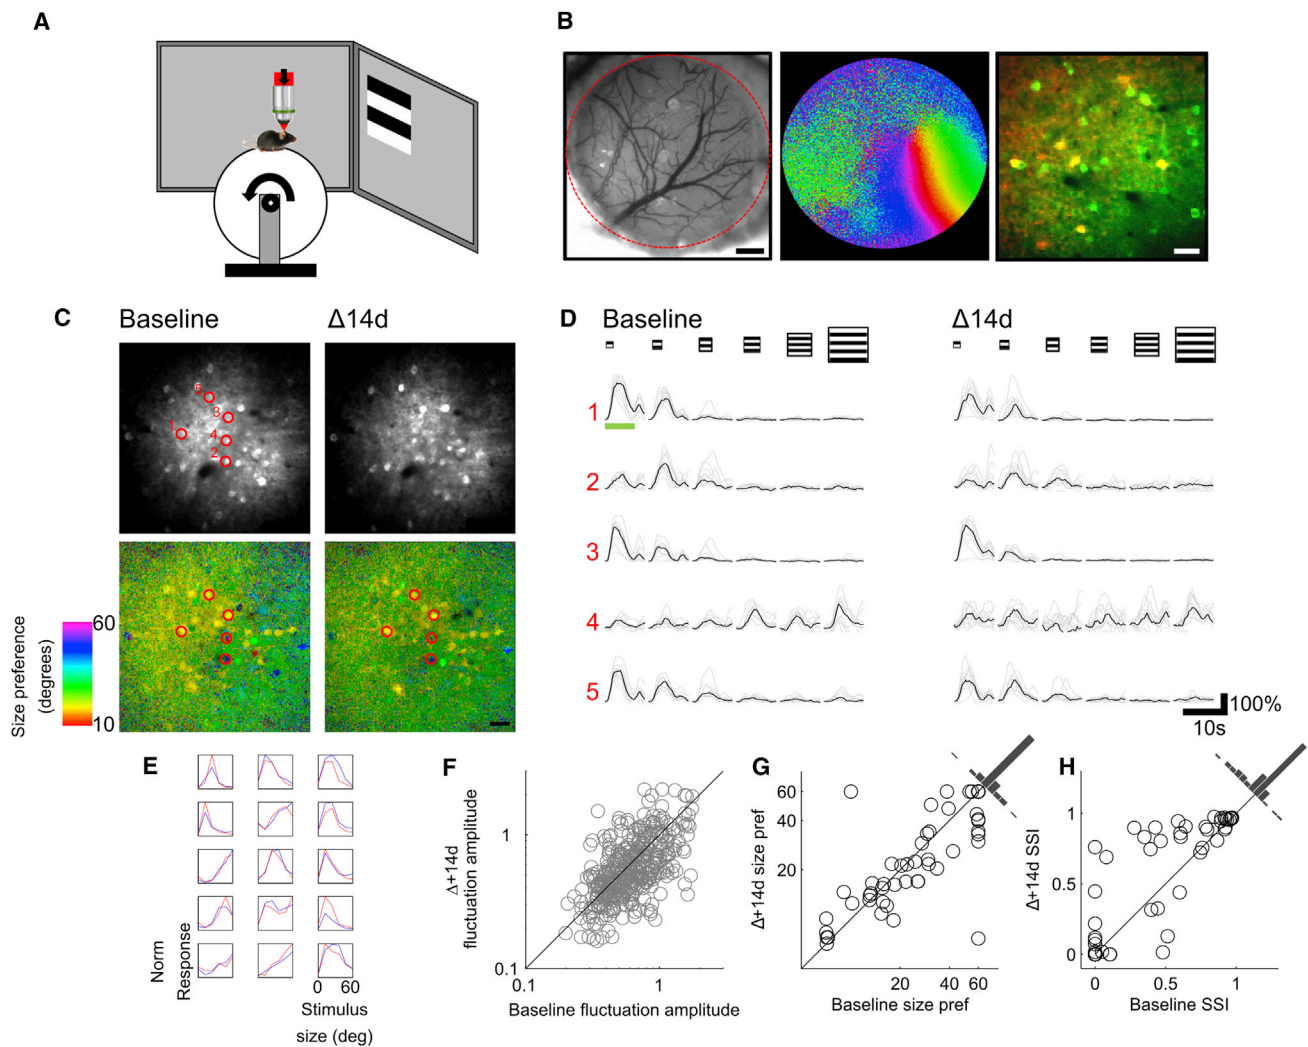 A
B
C
Baseline
Δ14d
5
3
1
4
2
Size preference
(degrees)
60
10
D
Baseline
Δ14d
1
2
3
4
5
100%
10s
E
Norm
Response
0
60
Stimulus
size (deg)
F
Δ+14d
fluctuation amplitude
1
0.1
0.1
1
Baseline fluctuation amplitude
G
Δ+14d size pref
60
40
20
20
40
60
Baseline size pref
H
Δ+14d SSI
1
0.5
0
0
0.5
1
Baseline SSI